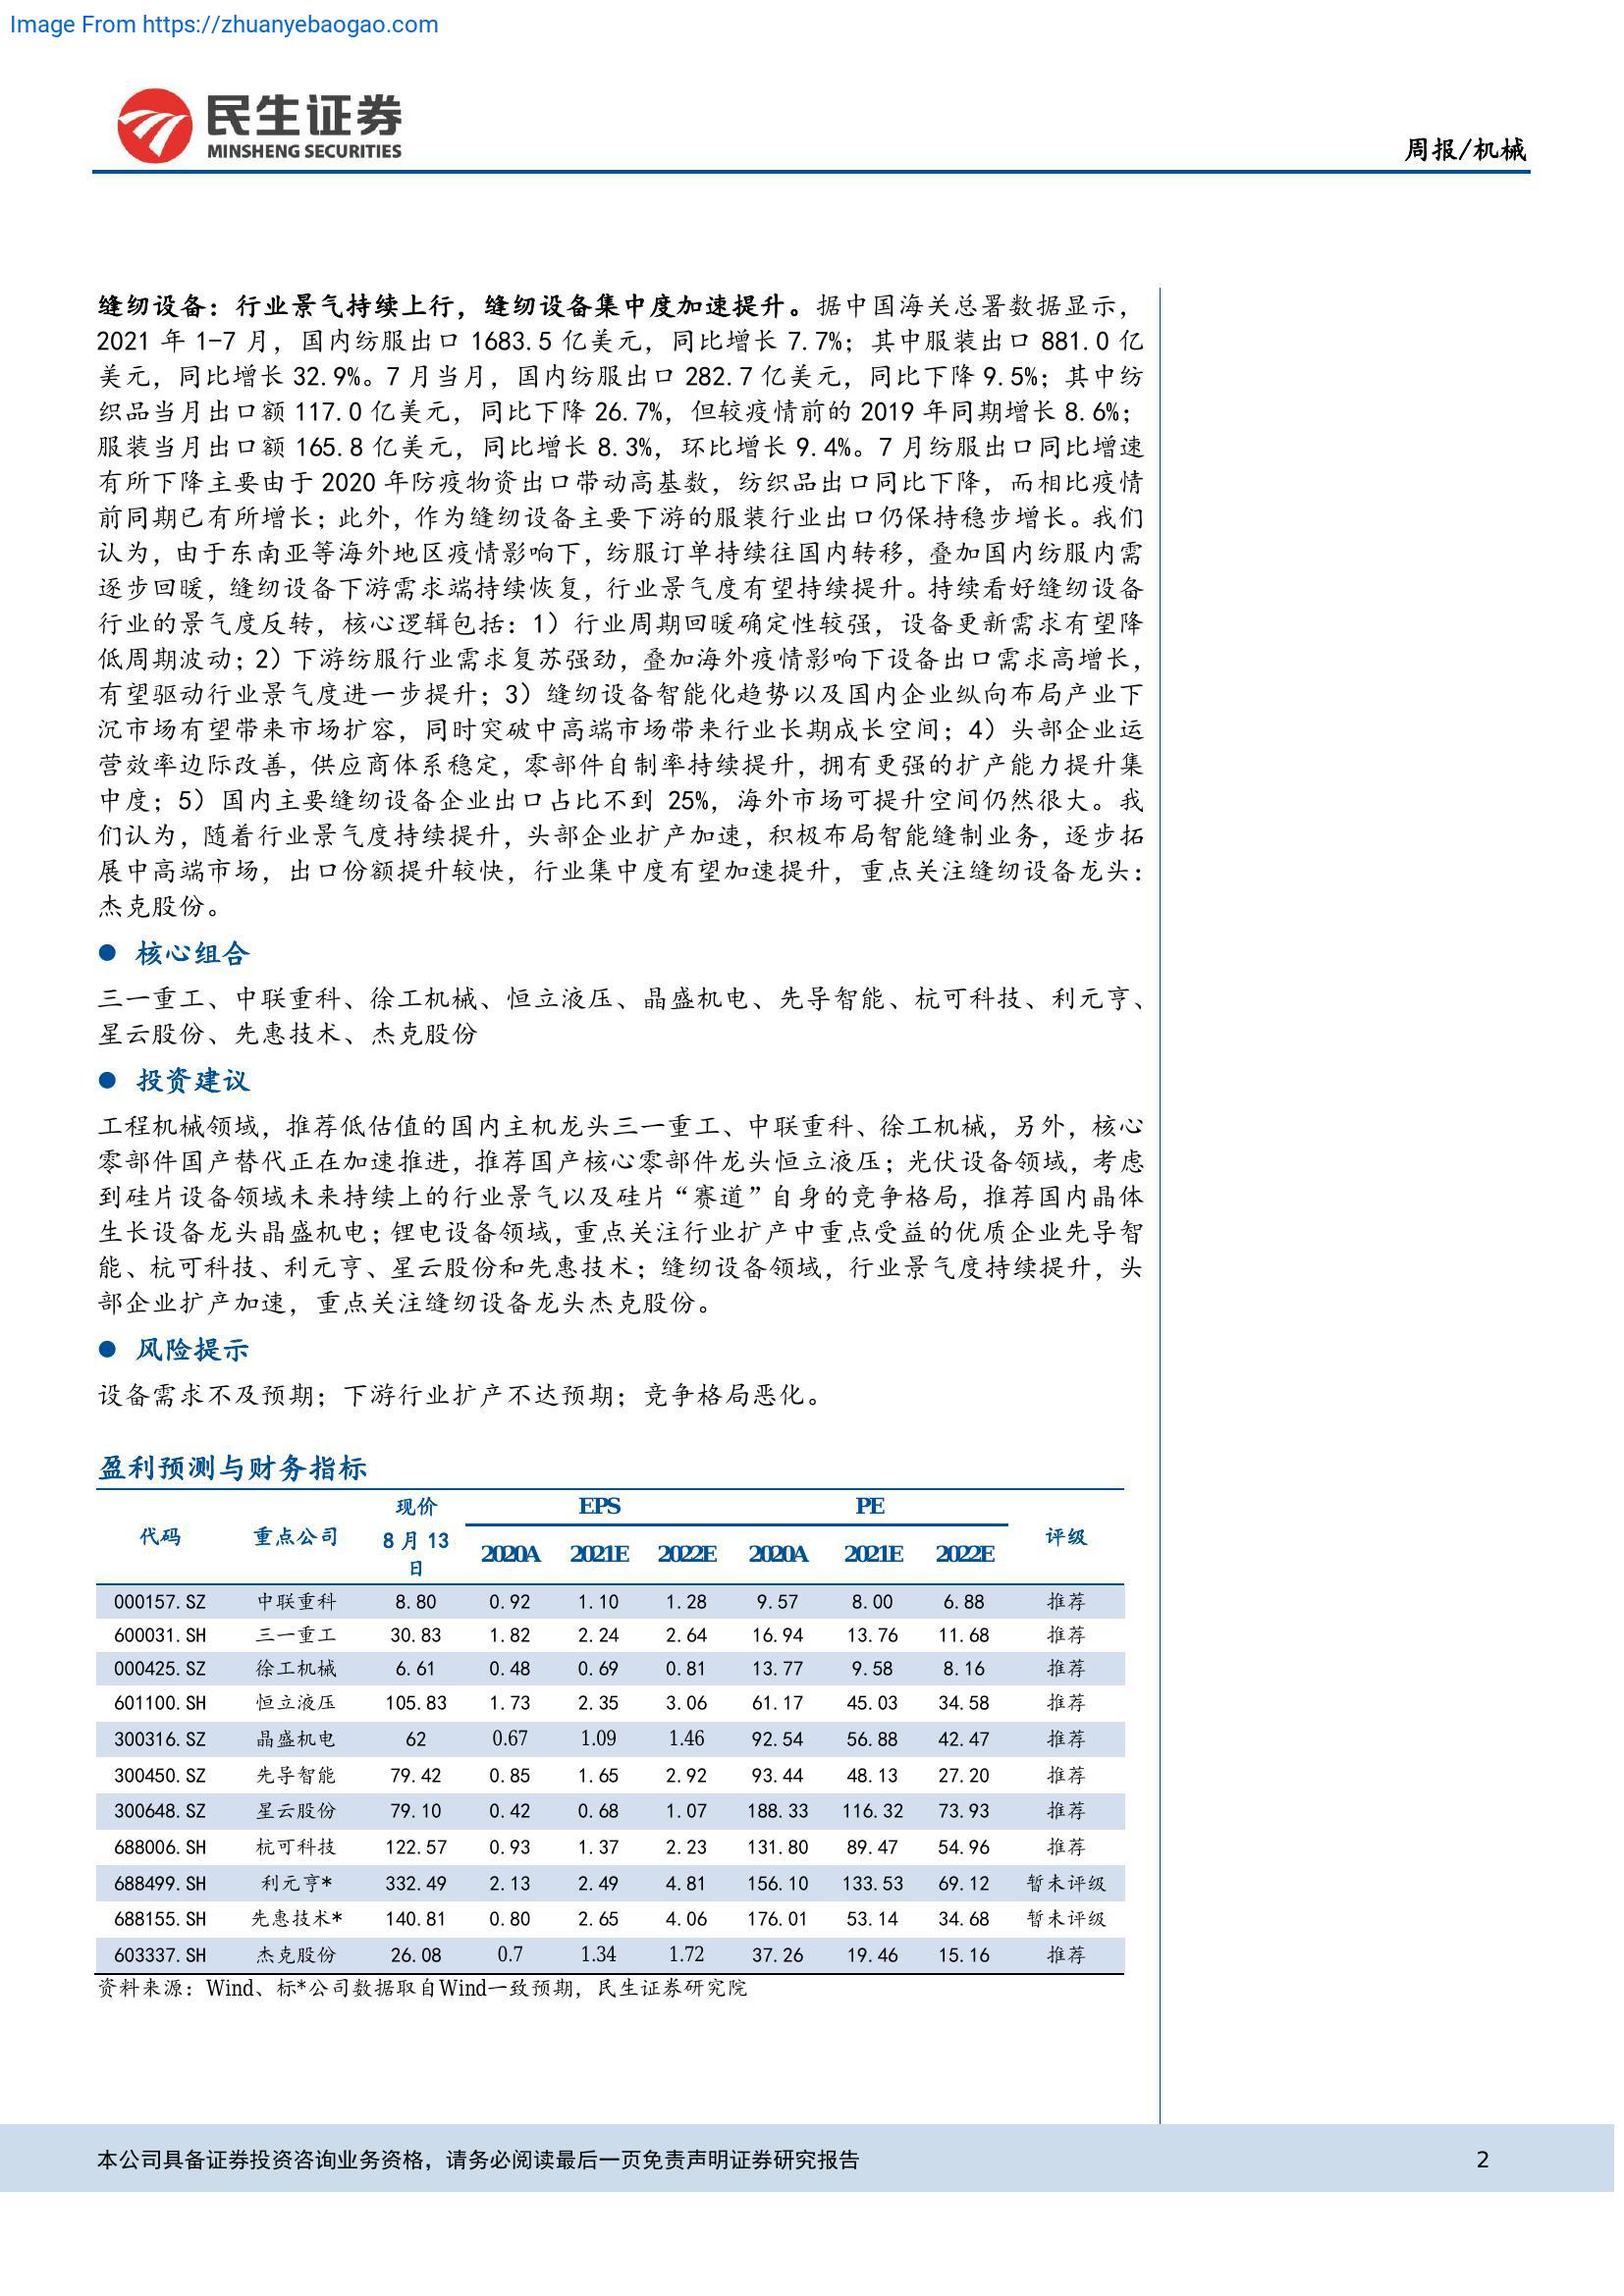 Image From https://zhuanyebaogao.com
民生证券
MINSHENG SECURITIES
周报/机械
缝纫设备：行业景气持续上行，缝纫设备集中度加速提升。据中国海关总署数据显示，
2021 年 1-7 月，国内纺服出口 1683.5 亿美元，同比增长 7.7%；其中服装出口 881.0 亿
美元，同比增长 32.9%。7 月当月，国内纺服出口 282.7 亿美元，同比下降 9.5%；其中纺
织品当月出口额 117.0 亿美元，同比下降 26.7%，但较疫情前的 2019 年同期增长 8.6%；
服装当月出口额 165.8 亿美元，同比增长 8.3%，环比增长 9.4%。7 月纺服出口同比增速
有所下降主要由于 2020 年防疫物资出口带动高基数，纺织品出口同比下降，而相比疫情
前同期已有所增长；此外，作为缝纫设备主要下游的服装行业出口仍保持稳步增长。我们
认为，由于东南亚等海外地区疫情影响下，纺服订单持续往国内转移，叠加国内纺服内需
逐步回暖，缝纫设备下游需求端持续恢复，行业景气度有望持续提升。持续看好缝纫设备
行业的景气度反转，核心逻辑包括：1）行业周期回暖确定性较强，设备更新需求有望降
低周期波动；2）下游纺服行业需求复苏强劲，叠加海外疫情影响下设备出口需求高增长，
有望驱动行业景气度进一步提升；3）缝纫设备智能化趋势以及国内企业纵向布局产业下
沉市场有望带来市场扩容，同时突破中高端市场带来行业长期成长空间；4）头部企业运
营效率边际改善，供应商体系稳定，零部件自制率持续提升，拥有更强的扩产能力提升集
中度；5）国内主要缝纫设备企业出口占比不到 25%，海外市场可提升空间仍然很大。我
们认为，随着行业景气度持续提升，头部企业扩产加速，积极布局智能缝制业务，逐步拓
展中高端市场，出口份额提升较快，行业集中度有望加速提升，重点关注缝纫设备龙头：
杰克股份。
● 核心组合
三一重工、中联重科、徐工机械、恒立液压、晶盛机电、先导智能、杭可科技、利元亨、
星云股份、先惠技术、杰克股份
● 投资建议
工程机械领域，推荐低估值的国内主机龙头三一重工、中联重科、徐工机械，另外，核心
零部件国产替代正在加速推进，推荐国产核心零部件龙头恒立液压；光伏设备领域，考虑
到硅片设备领域未来持续上的行业景气以及硅片“赛道”自身的竞争格局，推荐国内晶体
生长设备龙头晶盛机电；锂电设备领域，重点关注行业扩产中重点受益的优质企业先导智
能、杭可科技、利元亨、星云股份和先惠技术；缝纫设备领域，行业景气度持续提升，头
部企业扩产加速，重点关注缝纫设备龙头杰克股份。
● 风险提示
设备需求不及预期；下游行业扩产不达预期；竞争格局恶化。
盈利预测与财务指标
代码 重点公司 现价 8 月 13 日 EPS PE 评级
2020A 2021E 2022E 2020A 2021E 2022E
000157.SZ 中联重科 8.80 0.92 1.10 1.28 9.57 8.00 6.88 推荐
600031.SH 三一重工 30.83 1.82 2.24 2.64 16.94 13.76 11.68 推荐
000425.SZ 徐工机械 6.61 0.48 0.69 0.81 13.77 9.58 8.16 推荐
601100.SH 恒立液压 105.83 1.73 2.35 3.06 61.17 45.03 34.58 推荐
300316.SZ 晶盛机电 62 0.67 1.09 1.46 92.54 56.88 42.47 推荐
300450.SZ 先导智能 79.42 0.85 1.65 2.92 93.44 48.13 27.20 推荐
300648.SZ 星云股份 79.10 0.42 0.68 1.07 188.33 116.32 73.93 推荐
688006.SH 杭可科技 122.57 0.93 1.37 2.23 131.80 89.47 54.96 推荐
688499.SH 利元亨* 332.49 2.13 2.49 4.81 156.10 133.53 69.12 暂未评级
688155.SH 先惠技术* 140.81 0.80 2.65 4.06 176.01 53.14 34.68 暂未评级
603337.SH 杰克股份 26.08 0.7 1.34 1.72 37.26 19.46 15.16 推荐
资料来源：Wind、标*公司数据取自Wind一致预期，民生证券研究院
本公司具备证券投资咨询业务资格，请务必阅读最后一页免责声明证券研究报告 2